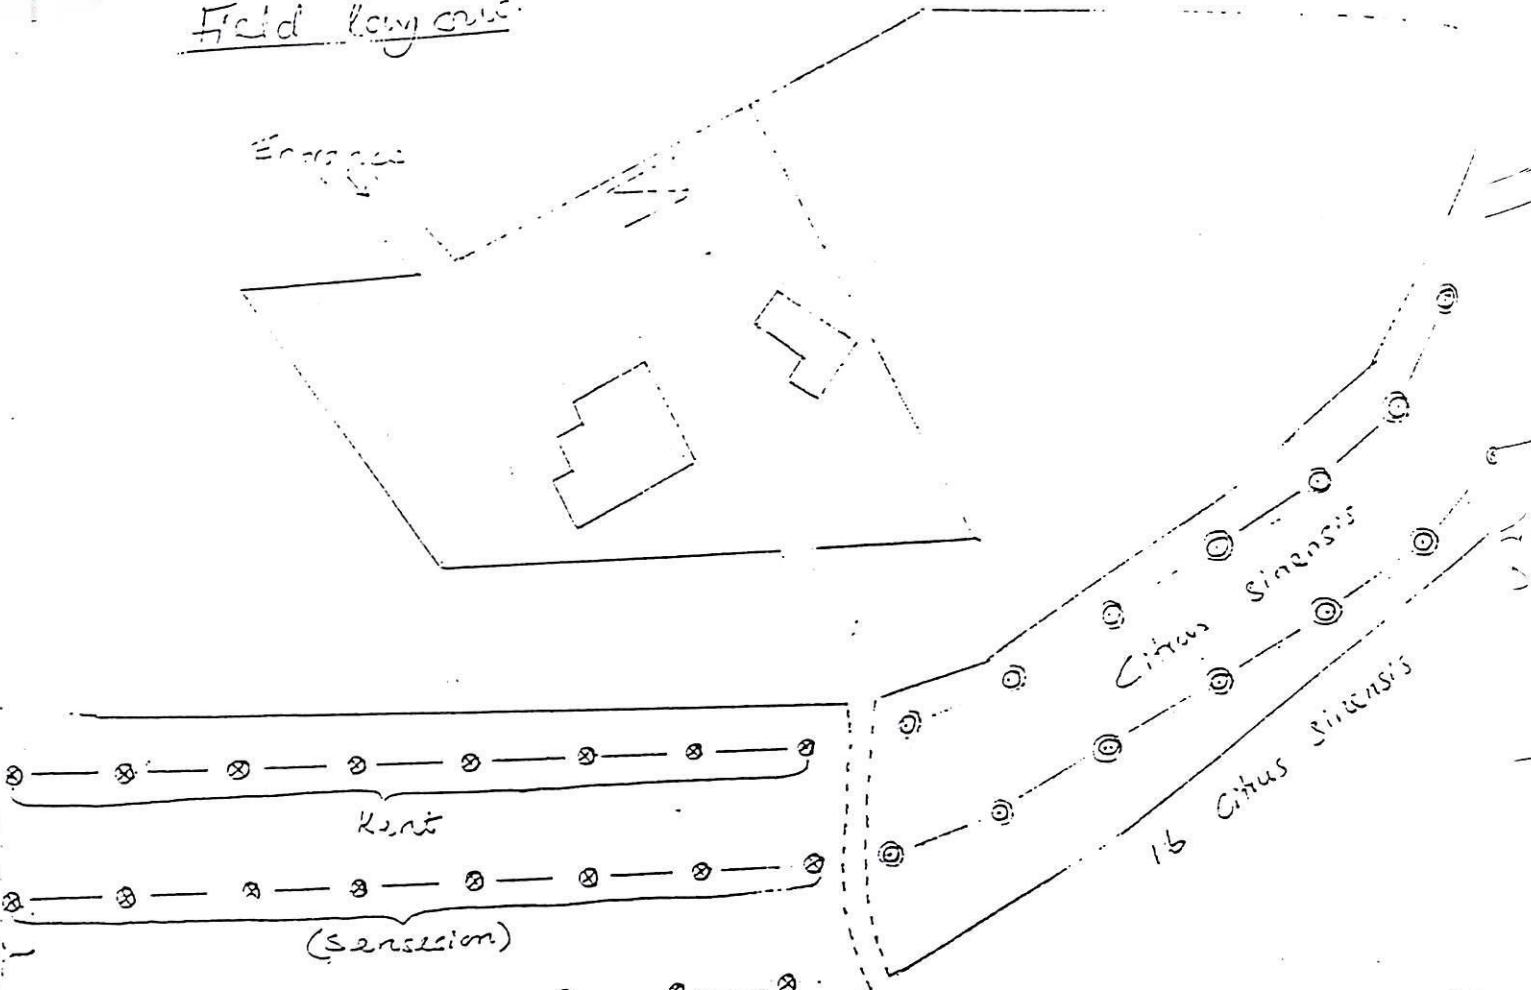 Field layout.
Entrance
Citrus sinensis
16 Citrus sinensis
Kent
(Sensation)